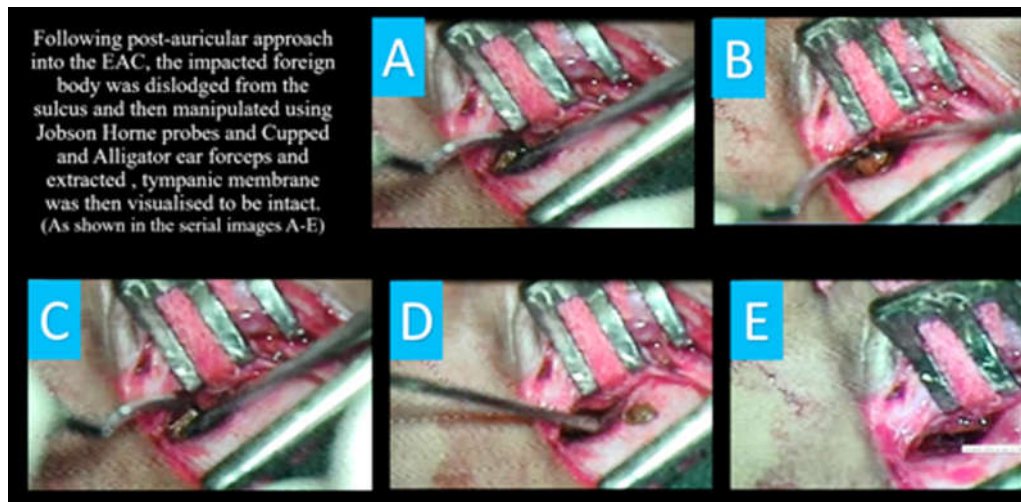 Following post-auricular approach
into the EAC, the impacted foreign
body was dislodged from the
sulcus and then manipulated using
Jobson Horne probes and Cupped
and Alligator ear forceps and
extracted , tympanic membrane
was then visualised to be intact.
(As shown in the serial images A-E)
A
B
C
D
E